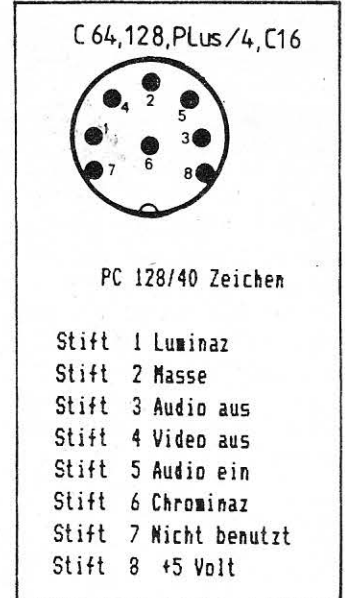 C 64,128,PLus/4,C16
2
4 5
1 3
6
7 8
PC 128/40 Zeichen
Stift 1 Luminaz
Stift 2 Masse
Stift 3 Audio aus
Stift 4 Video aus
Stift 5 Audio ein
Stift 6 Chrominaz
Stift 7 Nicht benutzt
Stift 8 +5 Volt